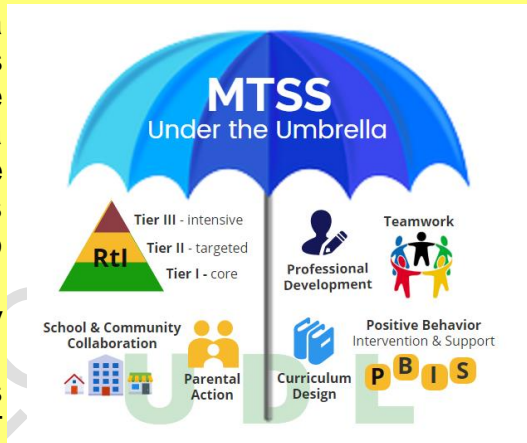 MTSS
Under the Umbrella
RtI
Tier III - intensive
Tier II - targeted
Tier I - core
Professional
Development
Teamwork
School & Community
Collaboration
Parental
Action
Curriculum
Design
Positive Behavior
Intervention & Support
PBIS
UDL